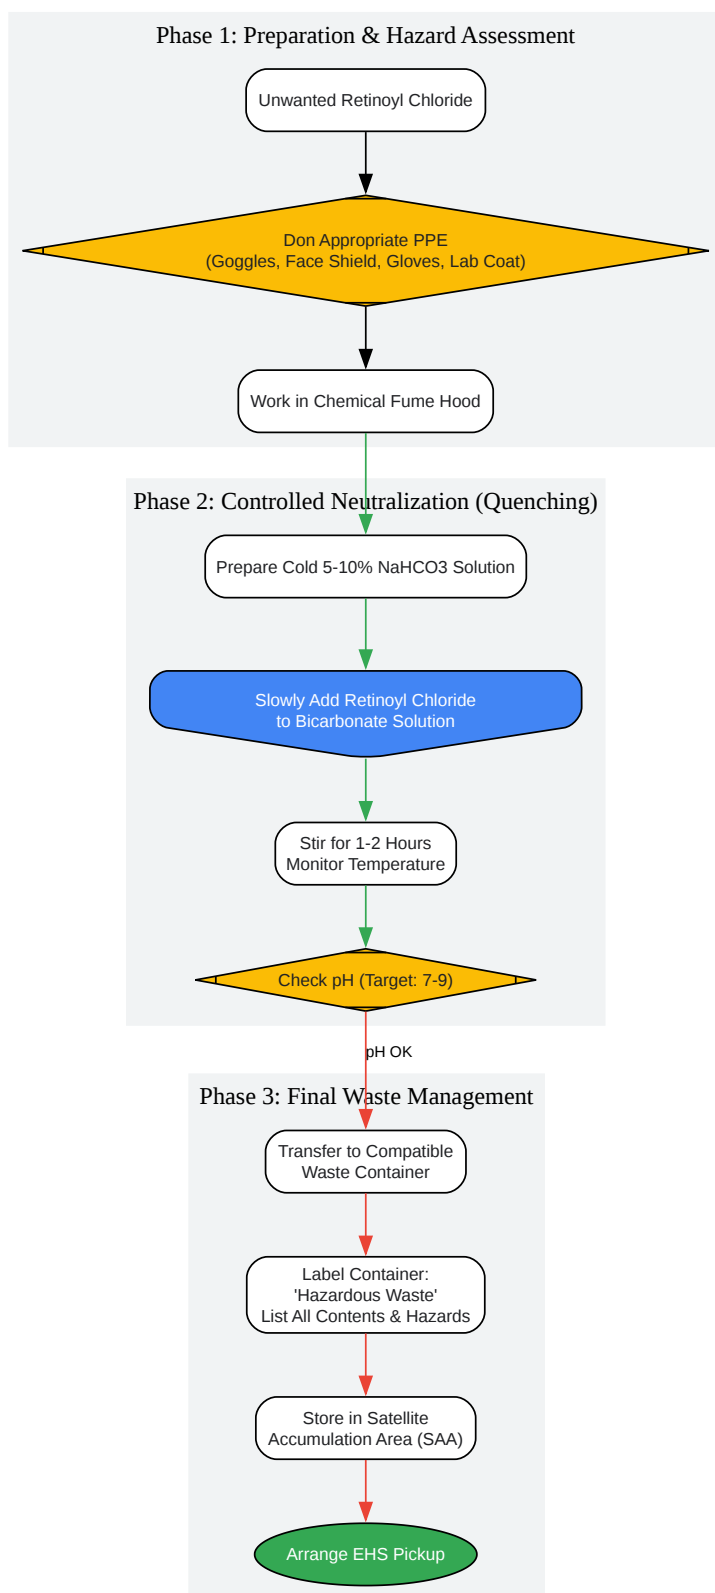 Phase 1: Preparation & Hazard Assessment
Unwanted Retinoyl Chloride
Don Appropriate PPE
(Goggles, Face Shield, Gloves, Lab Coat)
Work in Chemical Fume Hood
Phase 2: Controlled Neutralization (Quenching)
Prepare Cold 5-10% NaHCO3 Solution
Slowly Add Retinoyl Chloride
to Bicarbonate Solution
Stir for 1-2 Hours
Monitor Temperature
Check pH (Target: 7-9)
pH OK
Phase 3: Final Waste Management
Transfer to Compatible
Waste Container
Label Container:
'Hazardous Waste'
List All Contents & Hazards
Store in Satellite
Accumulation Area (SAA)
Arrange EHS Pickup